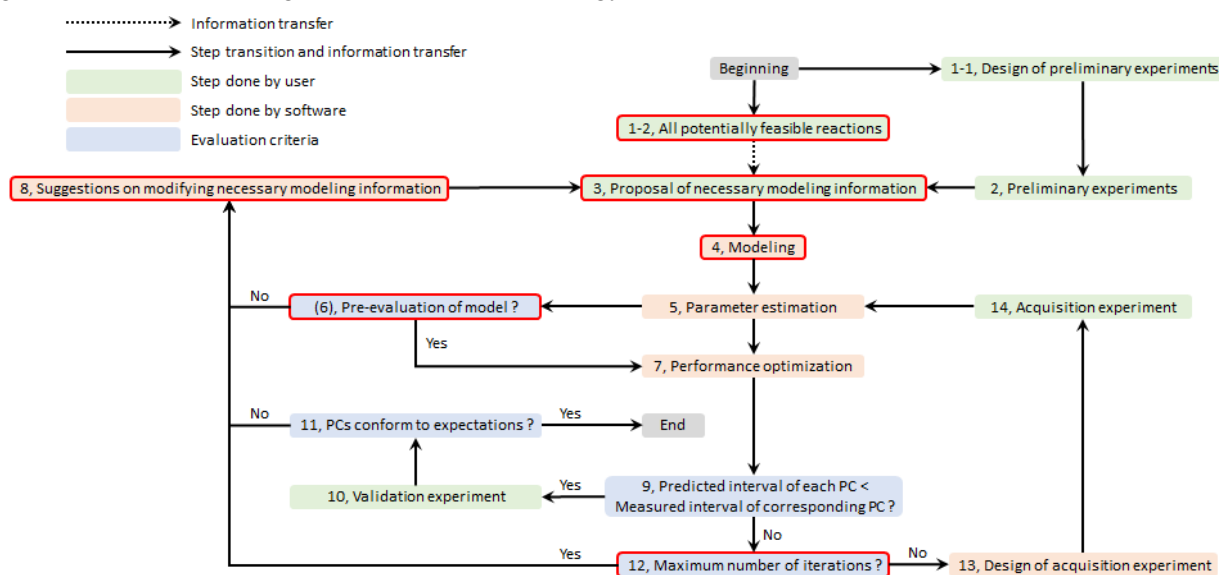 Information transfer
Step transition and information transfer
Step done by user
Step done by software
Evaluation criteria
Beginning
1-1, Design of preliminary experiments
1-2, All potentially feasible reactions
8, Suggestions on modifying necessary modeling information
3, Proposal of necessary modeling information
2, Preliminary experiments
4, Modeling
No
(6), Pre-evaluation of model ?
5, Parameter estimation
14, Acquisition experiment
Yes
7, Performance optimization
No
11, PCs conform to expectations ?
Yes
End
10, Validation experiment
Yes
9, Predicted interval of each PC <
Measured interval of corresponding PC ?
No
Yes
12, Maximum number of iterations ?
No
13, Design of acquisition experiment